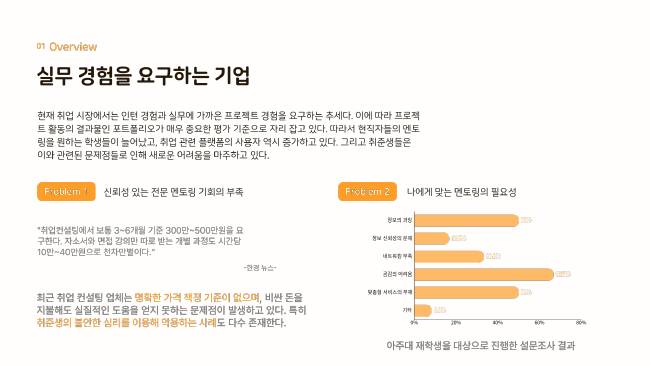 01 Overview
실무 경험을 요구하는 기업
현재 취업 시장에서는 인턴 경험과 실무에 가까운 프로젝트 경험을 요구하는 추세다. 이에 따라 프로젝
트 활동의 결과물인 포트폴리오가 매우 중요한 평가 기준으로 자리 잡고 있다. 따라서 현직자들의 멘토
링을 원하는 학생들이 늘어났고, 취업 관련 플랫폼의 사용자 역시 증가하고 있다. 그리고 취준생들은
이와 관련된 문제점들로 인해 새로운 어려움을 마주하고 있다.
Problem 1
신뢰성 있는 전문 멘토링 기회의 부족
"취업컨설팅에서 보통 3~6개월 기준 300만~500만원을 요
구한다. 자소서와 면접 강의만 따로 받는 개별 과정도 시간당
10만~40만원으로 천차만별이다."
-한경 뉴스-
최근 취업 컨설팅 업체는 명확한 가격 책정 기준이 없으며, 비싼 돈을
지불해도 실질적인 도움을 얻지 못하는 문제점이 발생하고 있다. 특히
취준생의 불안한 심리를 이용해 악용하는 사례도 다수 존재한다.
Problem 2
나에게 맞는 멘토링의 필요성
정보의 과잉
정보 신뢰성의 문제
네트워킹 부족
공감의 어려움
맞춤형 서비스의 부재
기타
0%
20%
40%
60%
80%
아주대 재학생을 대상으로 진행한 설문조사 결과